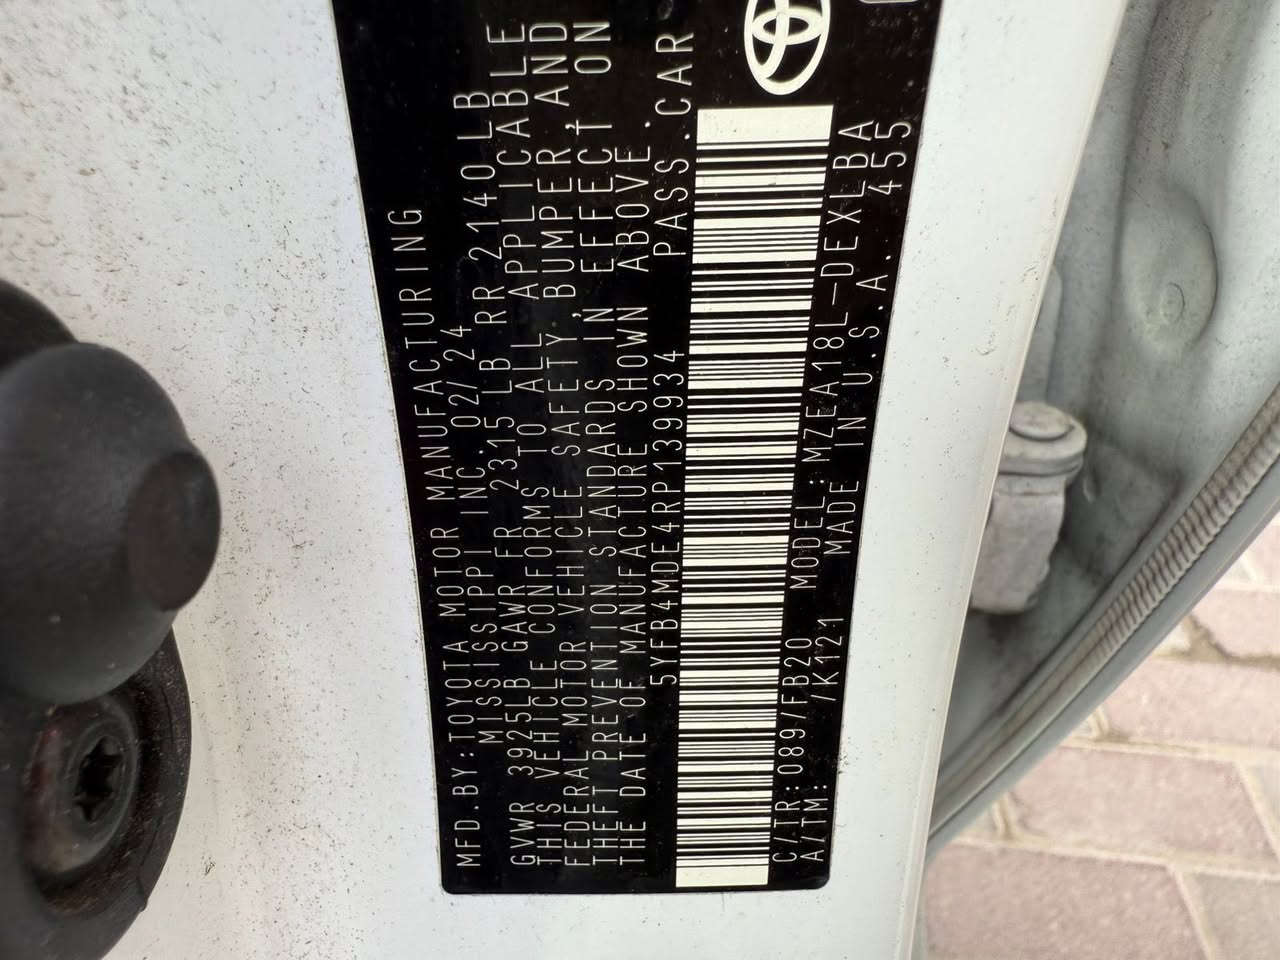 MFD.BY:TOYOTA MOTOR MANUFACTURING
MISSISSIPPI INC. 02/24
GVWR 3925LB GAWR FR 2315 LB RR 2140LB
THIS VEHICLE CONFORMS TO ALL APPLICABLE
FEDERAL MOTOR VEHICLE SAFETY, BUMPER, AND
THEFT PREVENTION STANDARDS IN EFFECT ON
THE DATE OF MANUFACTURE SHOWN ABOVE.
5YFB4MDE4RP139934 PASS.CAR
C/TR:089/FB20 MODEL:MZEA18L-DEXLBA
A/TM: /K121 MADE IN U.S.A. 455